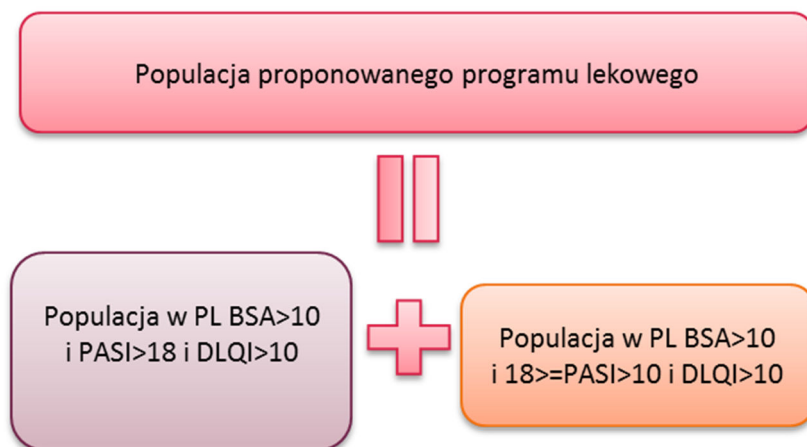 Populacja proponowanego programu lekowego
Populacja w PL BSA>10
i PASI>18 i DLQI>10
Populacja w PL BSA>10
i 18>=PASI>10 i DLQI>10